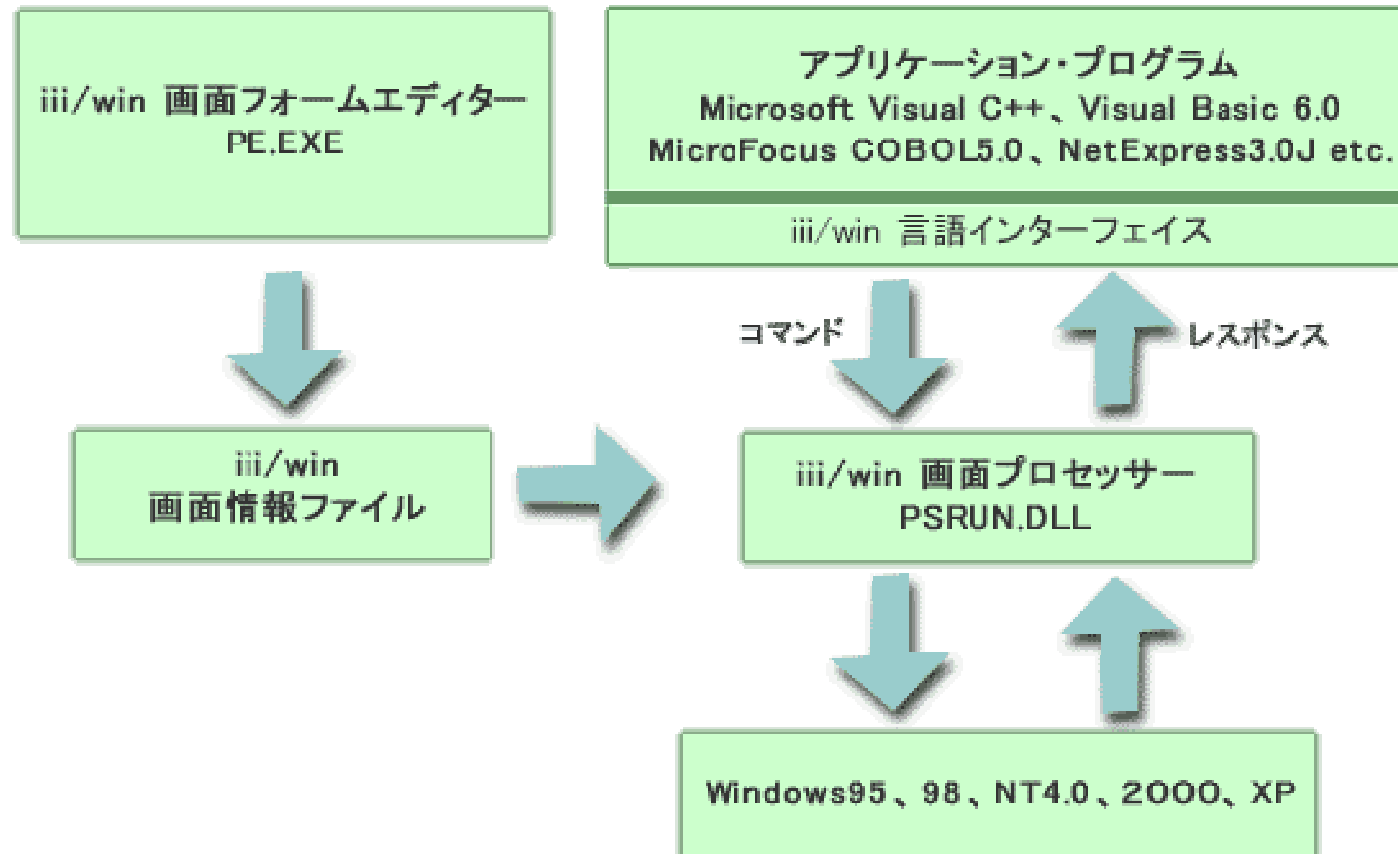 iii/win 画面フォームエディター
PE.EXE
アプリケーション・プログラム
Microsoft Visual C++、Visual Basic 6.0
MicroFocus COBOL5.0、NetExpress3.0J etc.
iii/win 言語インターフェイス
コマンド
レスポンス
iii/win
画面情報ファイル
iii/win 画面プロセッサー
PSRUN.DLL
Windows95、98、NT4.0、2000、XP